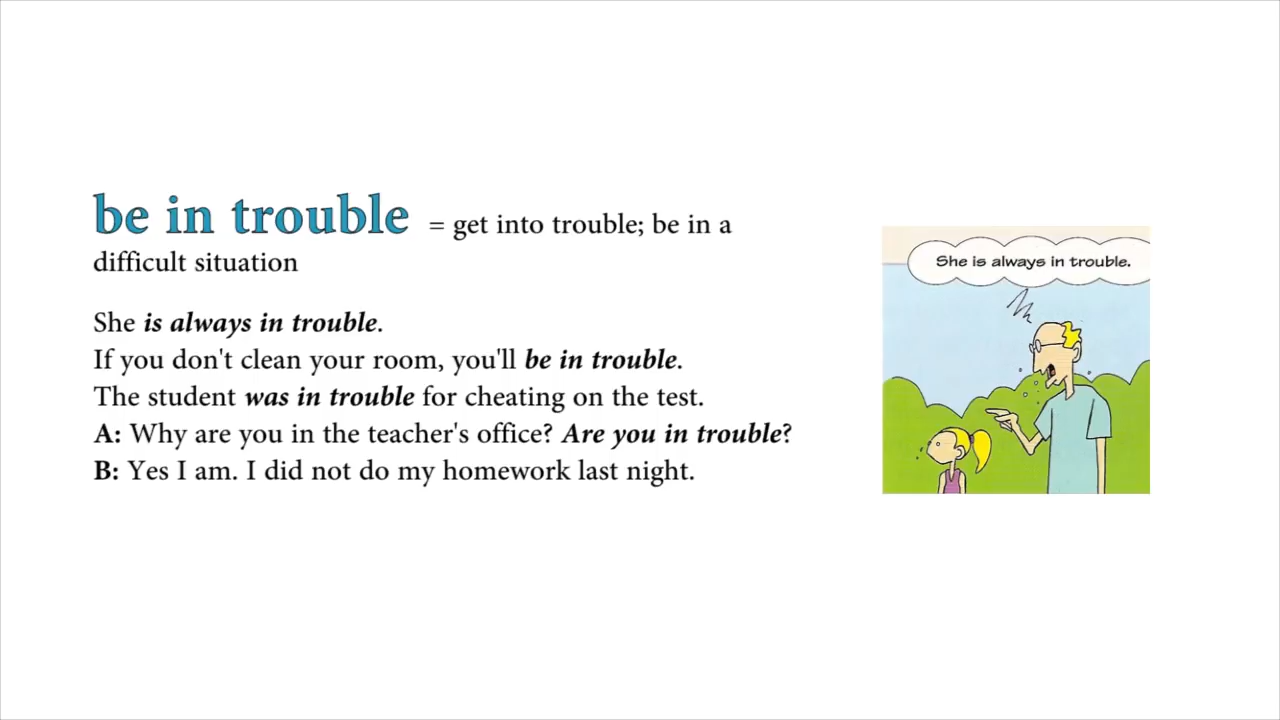 be in trouble = get into trouble; be in a
difficult situation
She is always in trouble.
If you don't clean your room, you'll be in trouble.
The student was in trouble for cheating on the test.
A: Why are you in the teacher's office? Are you in trouble?
B: Yes I am. I did not do my homework last night.
She is always in trouble.